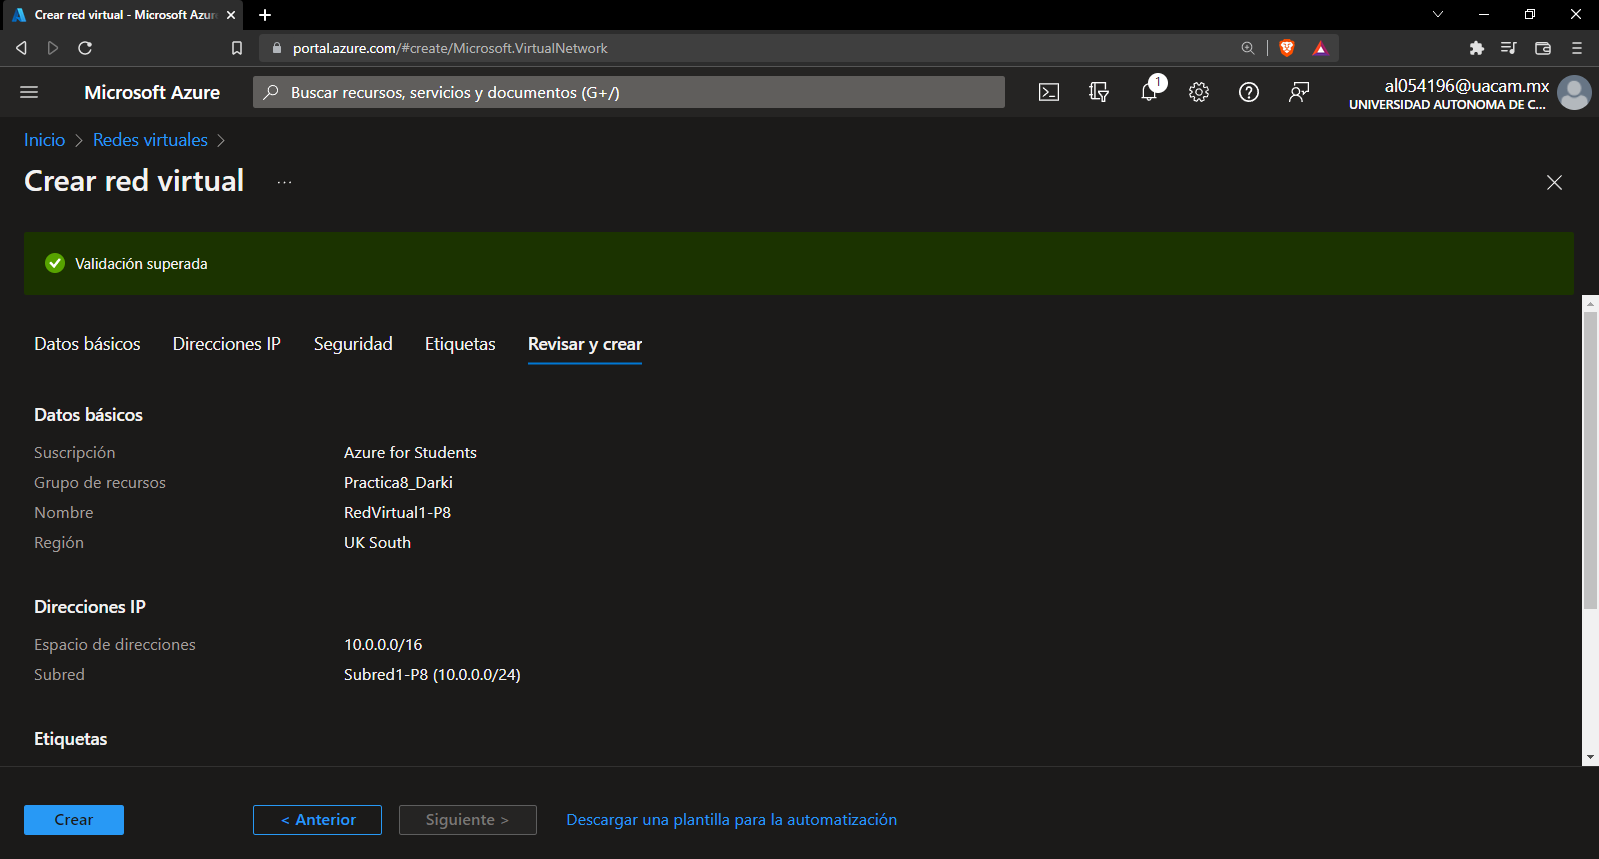 Crear red virtual - Microsoft Azur
portal.azure.com/#create/Microsoft.VirtualNetwork
Microsoft Azure
Buscar recursos, servicios y documentos (G+/)
1
al054196@uacam.mx
UNIVERSIDAD AUTONOMA DE C...
Inicio > Redes virtuales >
Crear red virtual ...
Validación superada
Datos básicos Direcciones IP Seguridad Etiquetas Revisar y crear
Datos básicos
Suscripción Azure for Students
Grupo de recursos Practica8_Darki
Nombre RedVirtual1-P8
Región UK South
Direcciones IP
Espacio de direcciones 10.0.0.0/16
Subred Subred1-P8 (10.0.0.0/24)
Etiquetas
Crear < Anterior Siguiente > Descargar una plantilla para la automatización